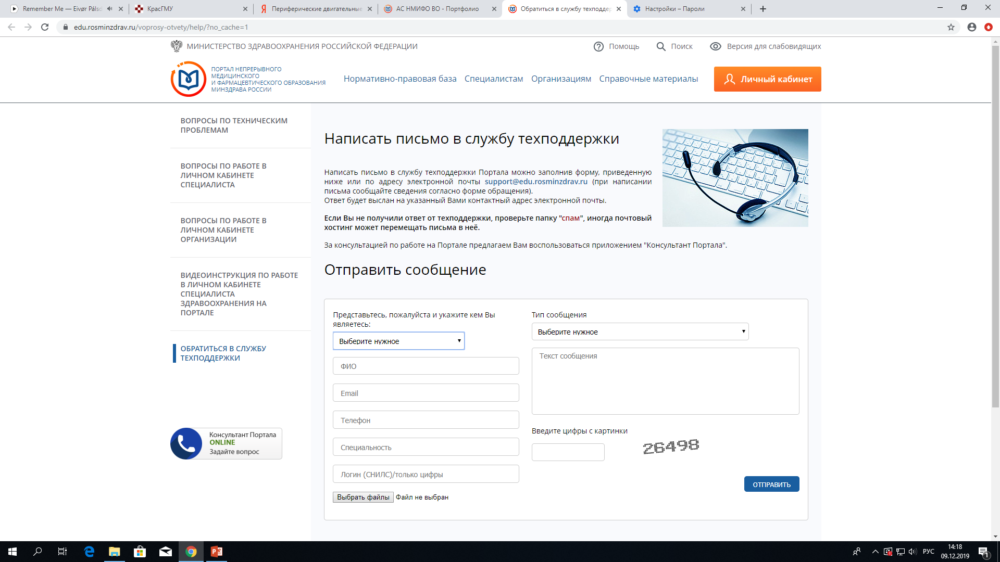 Remember Me — Eivør Pálsd
КрасГМУ
Периферические двигательные
АС НМИФО ВО - Портфолио
Обратиться в службу техподдер
Настройки – Пароли
edu.rosminzdrav.ru/voprosy-otvety/help/?no_cache=1
МИНИСТЕРСТВО ЗДРАВООХРАНЕНИЯ РОССИЙСКОЙ ФЕДЕРАЦИИ
Помощь
Поиск
Версия для слабовидящих
ПОРТАЛ НЕПРЕРЫВНОГО
МЕДИЦИНСКОГО
И ФАРМАЦЕВТИЧЕСКОГО ОБРАЗОВАНИЯ
МИНЗДРАВА РОССИИ
Нормативно-правовая база
Специалистам
Организациям
Справочные материалы
Личный кабинет
ВОПРОСЫ ПО ТЕХНИЧЕСКИМ
ПРОБЛЕМАМ
ВОПРОСЫ ПО РАБОТЕ В
ЛИЧНОМ КАБИНЕТЕ
СПЕЦИАЛИСТА
ВОПРОСЫ ПО РАБОТЕ В
ЛИЧНОМ КАБИНЕТЕ
ОРГАНИЗАЦИИ
ВИДЕОИНСТРУКЦИЯ ПО РАБОТЕ
В ЛИЧНОМ КАБИНЕТЕ
СПЕЦИАЛИСТА
ЗДРАВООХРАНЕНИЯ НА
ПОРТАЛЕ
ОБРАТИТЬСЯ В СЛУЖБУ
ТЕХПОДДЕРЖКИ
Консультант Портала
ONLINE
Задайте вопрос
Написать письмо в службу техподдержки
Написать письмо в службу техподдержки Портала можно заполнив форму, приведенную
ниже или по адресу электронной почты support@edu.rosminzdrav.ru (при написании
письма сообщайте сведения согласно форме обращения).
Ответ будет выслан на указанный Вами контактный адрес электронной почты.
Если Вы не получили ответ от техподдержки, проверьте папку "спам", иногда почтовый
хостинг может перемещать письма в неё.
За консультацией по работе на Портале предлагаем Вам воспользоваться приложением "Консультант Портала".
Отправить сообщение
Представьтесь, пожалуйста и укажите кем Вы
являетесь:
Выберите нужное
ФИО
Email
Телефон
Специальность
Логин (СНИЛС)/только цифры
Выбрать файлы Файл не выбран
Тип сообщения
Выберите нужное
Текст сообщения
Введите цифры с картинки
26498
ОТПРАВИТЬ
РУС
14:18
09.12.2019
1